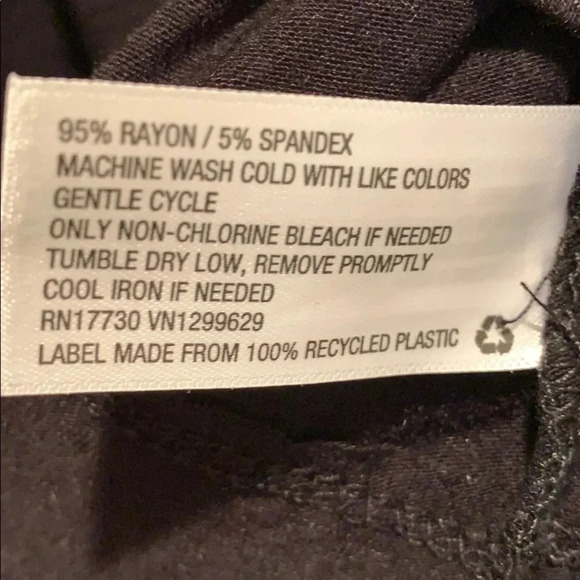 95% RAYON / 5% SPANDEX
MACHINE WASH COLD WITH LIKE COLORS
GENTLE CYCLE
ONLY NON-CHLORINE BLEACH IF NEEDED
TUMBLE DRY LOW, REMOVE PROMPTLY
COOL IRON IF NEEDED
RN17730 VN1299629
LABEL MADE FROM 100% RECYCLED PLASTIC